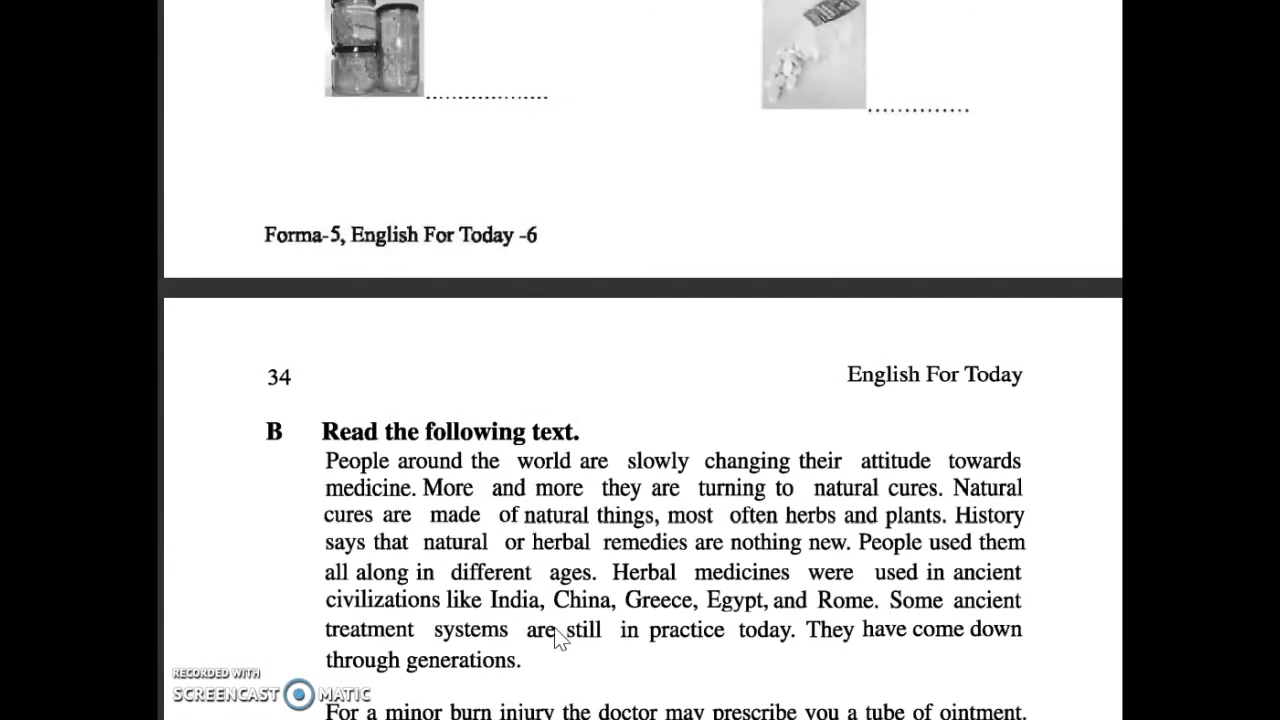 Forma-5, English For Today -6
34
English For Today
B Read the following text.
People around the world are slowly changing their attitude towards
medicine. More and more they are turning to natural cures. Natural
cures are made of natural things, most often herbs and plants. History
says that natural or herbal remedies are nothing new. People used them
all along in different ages. Herbal medicines were used in ancient
civilizations like India, China, Greece, Egypt, and Rome. Some ancient
treatment systems are still in practice today. They have come down
through generations.
RECORDED WITH
SCREENCAST MATIC
For a minor burn injury the doctor may prescribe you a tube of ointment.